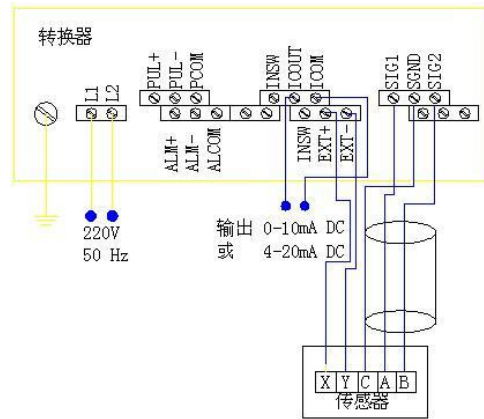 转换器
L1 L2
PUL+ PUL- PCOM
INSW ICOUT ICOM
SIG1 SGND SIG2
ALM+ ALM- ALCOM
INSW EXT+ EXT-
220V
50 Hz
输出 0-10mA DC
或 4-20mA DC
X Y C A B
传感器